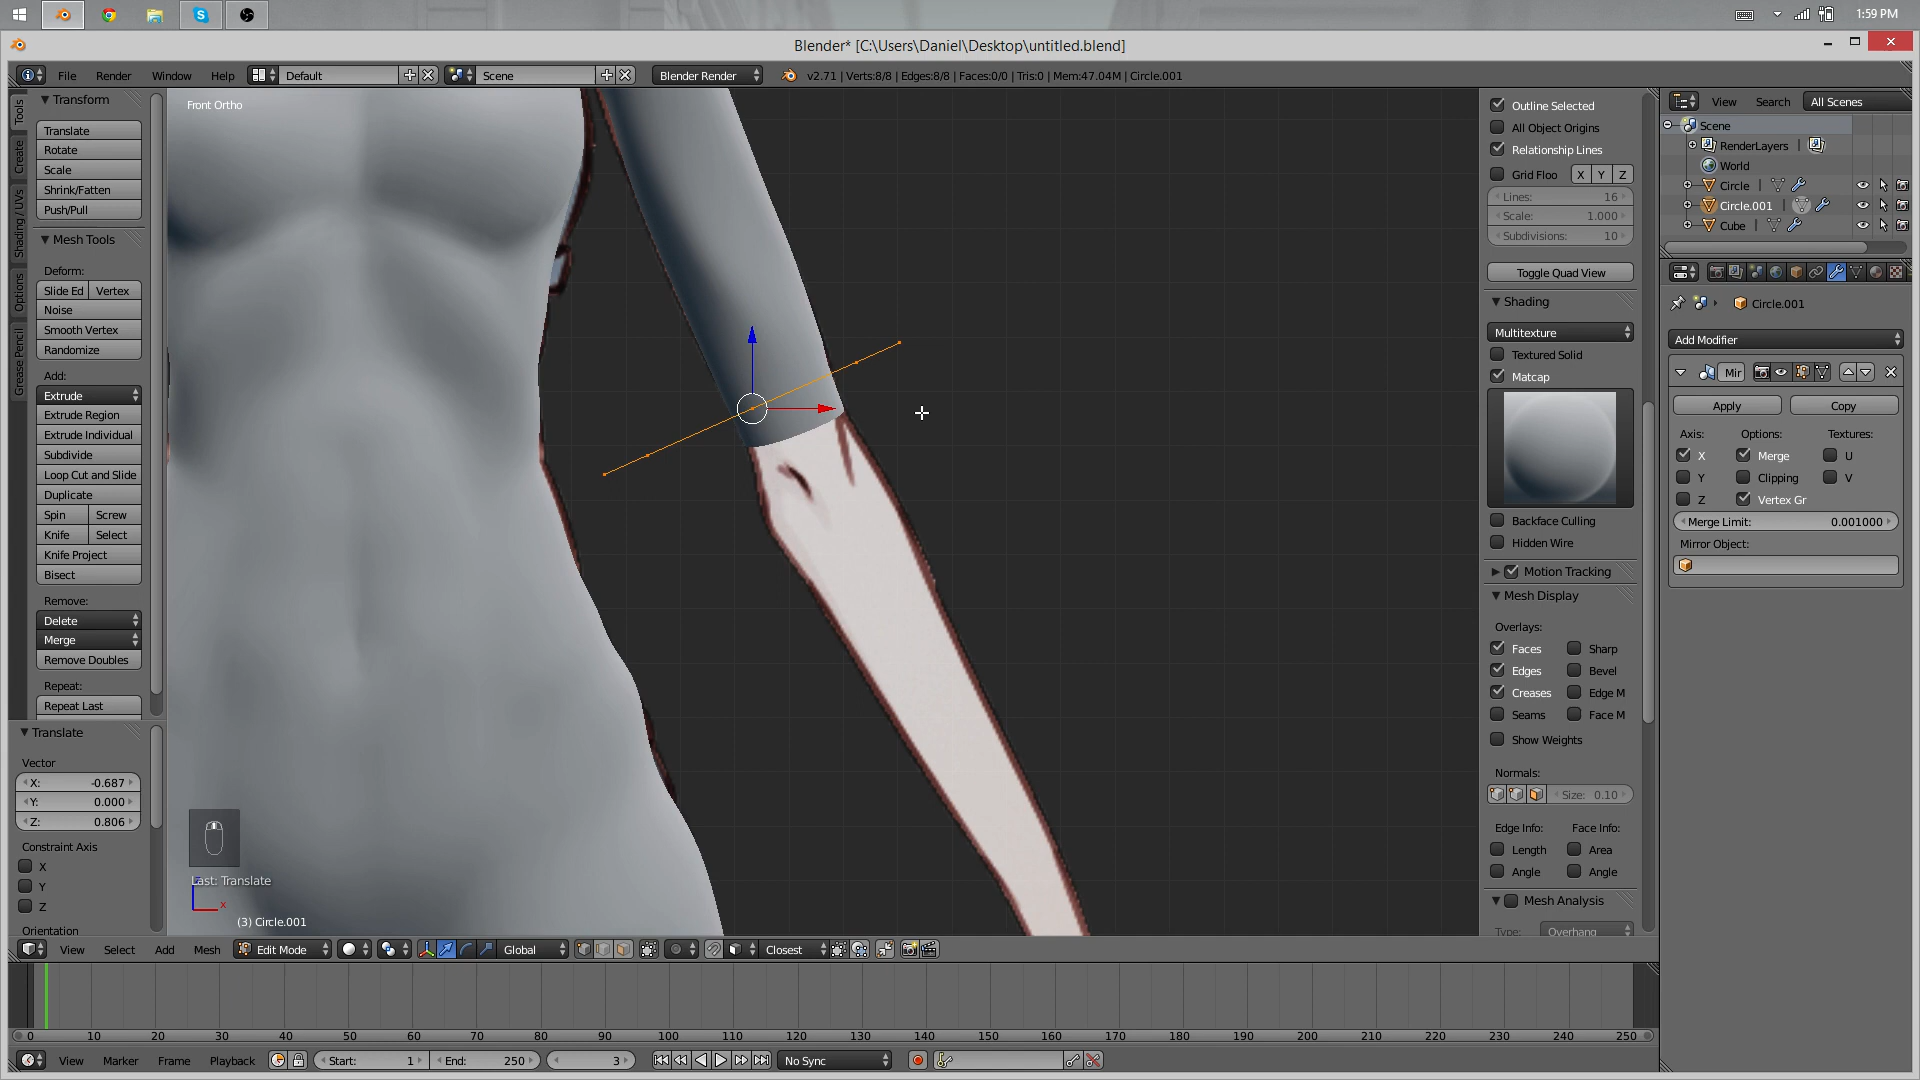 1:59 PM
Blender* [C:\Users\Daniel\Desktop\untitled.blend]
File Render Window Help Default Scene Blender Render v2.71 | Verts:8/8 | Edges:8/8 | Faces:0/0 | Tris:0 | Mem:47.04M | Circle.001
Tools
Create
Shading / UVs
Options
Grease Pencil
Transform
Translate
Rotate
Scale
Shrink/Fatten
Push/Pull
Mesh Tools
Deform:
Slide Ed Vertex
Noise
Smooth Vertex
Randomize
Add:
Extrude
Extrude Region
Extrude Individual
Subdivide
Loop Cut and Slide
Duplicate
Spin Screw
Knife Select
Knife Project
Bisect
Remove:
Delete
Merge
Remove Doubles
Repeat:
Repeat Last
Translate
Vector
X: -0.687
Y: 0.000
Z: 0.806
Constraint Axis
X
Y
Z
Orientation
Front Ortho
Last: Translate
x
(3) Circle.001
Outline Selected
All Object Origins
Relationship Lines
Grid Floo X Y Z
Lines: 16
Scale: 1.000
Subdivisions: 10
Toggle Quad View
Shading
Multitexture
Textured Solid
Matcap
Backface Culling
Hidden Wire
Motion Tracking
Mesh Display
Overlays:
Faces Sharp
Edges Bevel
Creases Edge M
Seams Face M
Show Weights
Normals:
Size: 0.10
Edge Info: Face Info:
Length Area
Angle Angle
Mesh Analysis
Type: Overhang
View Search All Scenes
Scene
RenderLayers |
World
Circle |
Circle.001 |
Cube |
Circle.001
Add Modifier
Mir
Apply Copy
Axis: Options: Textures:
X Merge U
Y Clipping V
Z Vertex Gr
Merge Limit: 0.001000
Mirror Object:
View Select Add Mesh Edit Mode Global Closest
0 10 20 30 40 50 60 70 80 90 100 110 120 130 140 150 160 170 180 190 200 210 220 230 240 250
View Marker Frame Playback Start: 1 End: 250 3 No Sync